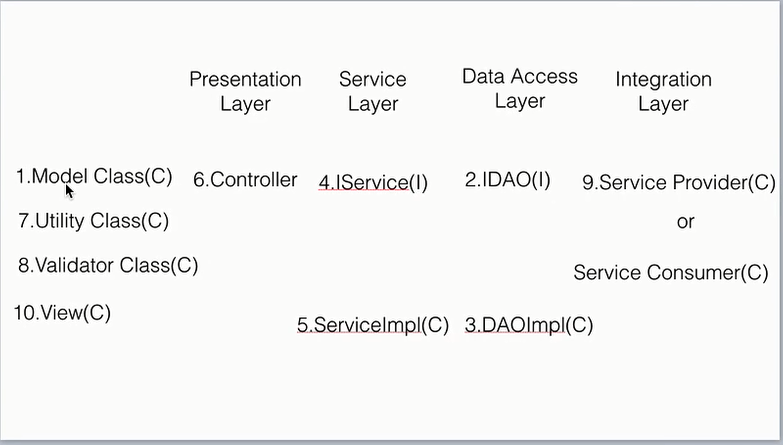 Presentation Layer
Service Layer
Data Access Layer
Integration Layer
1.Model Class(C)
6.Controller
4.IService(I)
2.IDAO(I)
9.Service Provider(C)
7.Utility Class(C)
or
8.Validator Class(C)
Service Consumer(C)
10.View(C)
5.ServiceImpl(C)
3.DAOImpl(C)